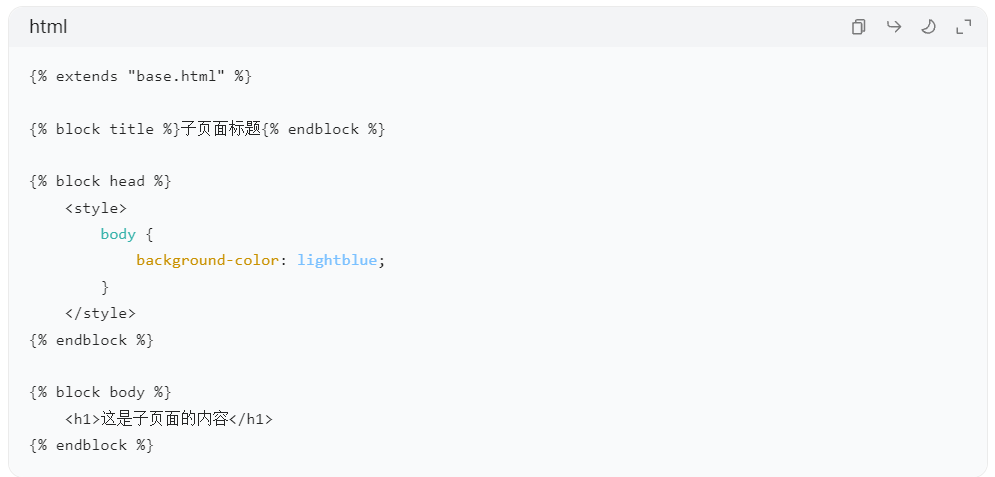 html
{% extends "base.html" %}
{% block title %}子页面标题{% endblock %}
{% block head %}
    <style>
        body {
            background-color: lightblue;
        }
    </style>
{% endblock %}
{% block body %}
    <h1>这是子页面的内容</h1>
{% endblock %}